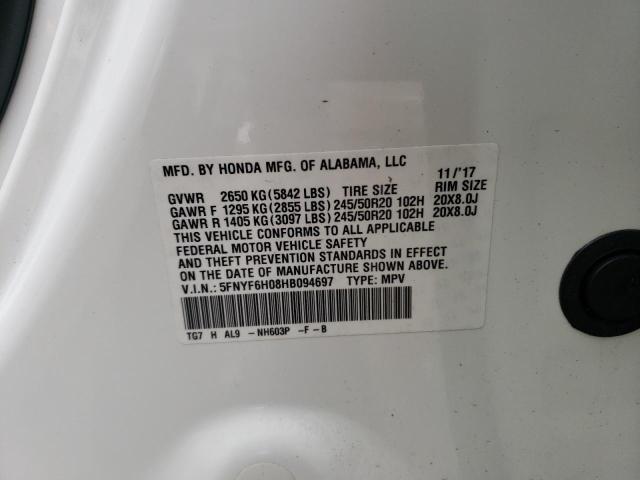 MFD. BY HONDA MFG. OF ALABAMA, LLC 11/'17
GVWR 2650 KG(5842 LBS) TIRE SIZE RIM SIZE
GAWR F 1295 KG(2855 LBS)245/50R20 102H 20X8.0J
GAWR R 1405 KG(3097 LBS)245/50R20 102H 20X8.0J
THIS VEHICLE CONFORMS TO ALL APPLICABLE
FEDERAL MOTOR VEHICLE SAFETY
AND THEFT PREVENTION STANDARDS IN EFFECT
ON THE DATE OF MANUFACTURE SHOWN ABOVE.
V.I.N.: 5FNYF6H08HB094697 TYPE: MPV
TG7 H AL9 -NH603P -F-B